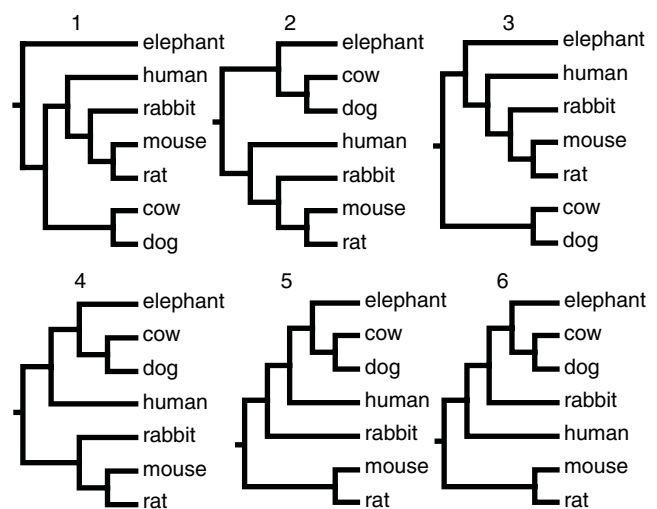 1
elephant
human
rabbit
mouse
rat
cow
dog
2
elephant
cow
dog
human
rabbit
mouse
rat
3
elephant
human
rabbit
mouse
rat
cow
dog
4
elephant
cow
dog
human
rabbit
mouse
rat
5
elephant
cow
dog
human
rabbit
mouse
rat
6
elephant
cow
dog
rabbit
human
mouse
rat